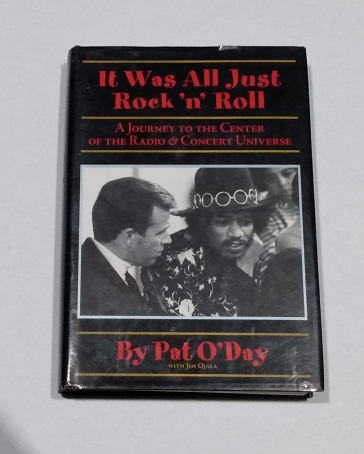 It Was All Just
Rock 'n' Roll
A Journey to the Center
of the Radio & Concert Universe
By Pat O'Day
with Jim Ojala